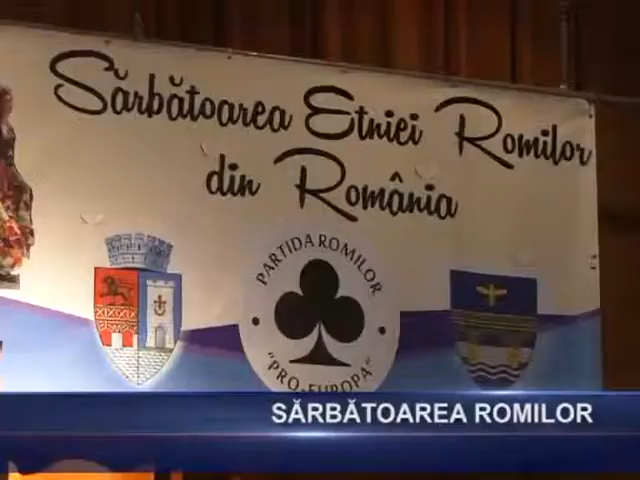 Sărbătoarea Etniei Romilor
din România
PARTIDA ROMILOR
"PRO-EUROPA"
SĂRBĂTOAREA ROMILOR